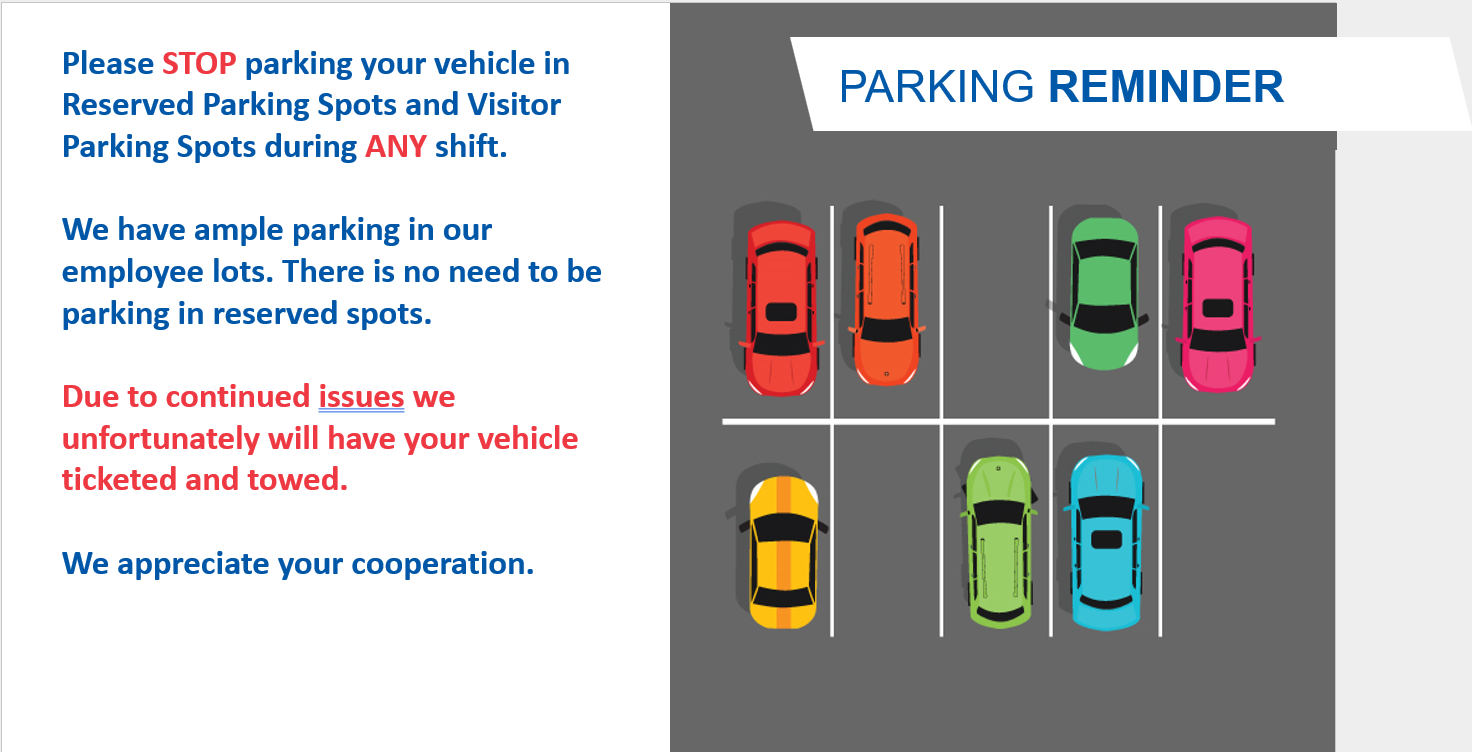 Please STOP parking your vehicle in
Reserved Parking Spots and Visitor
Parking Spots during ANY shift.
We have ample parking in our
employee lots. There is no need to be
parking in reserved spots.
Due to continued issues we
unfortunately will have your vehicle
ticketed and towed.
We appreciate your cooperation.
PARKING REMINDER